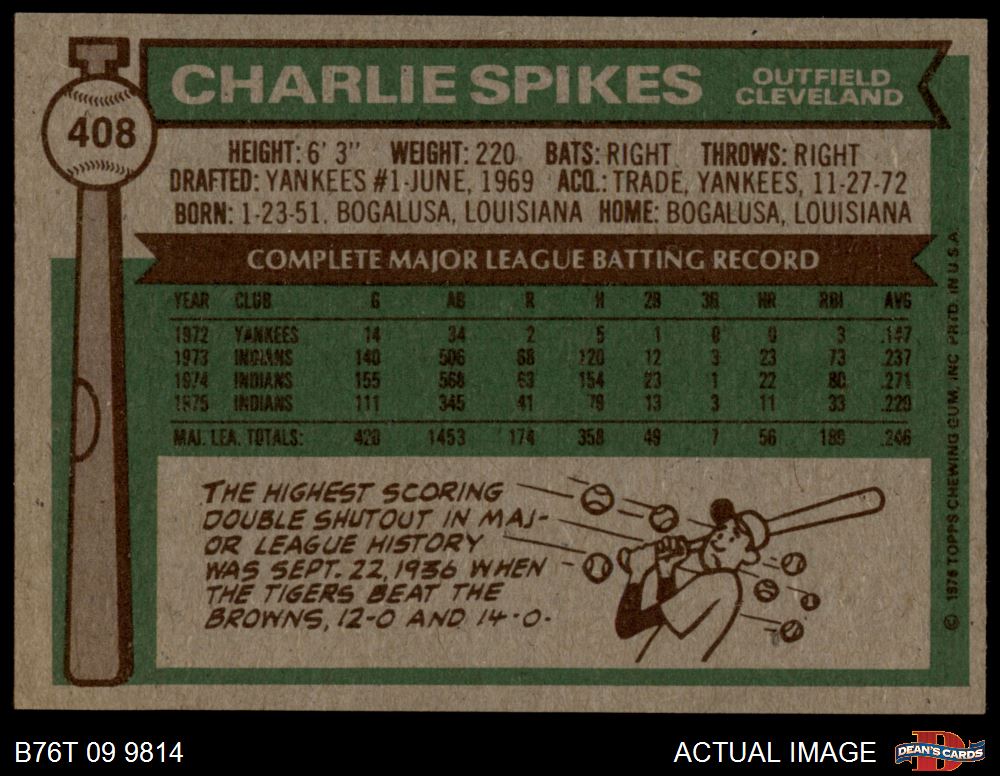 408
CHARLIE SPIKES
OUTFIELD
CLEVELAND
HEIGHT: 6' 3" WEIGHT: 220 BATS: RIGHT THROWS: RIGHT
DRAFTED: YANKEES #1-JUNE, 1969 ACQ.: TRADE, YANKEES, 11-27-72
BORN: 1-23-51. BOGALUSA, LOUISIANA HOME: BOGALUSA, LOUISIANA
COMPLETE MAJOR LEAGUE BATTING RECORD
YEAR CLUB G AB R H 2B 3B HR RBI AVG
1972 YANKEES 14 34 2 5 1 0 0 3 .147
1973 INDIANS 140 506 68 120 12 3 23 73 .237
1974 INDIANS 155 568 63 154 23 1 22 80 .271
1975 INDIANS 111 345 41 79 13 3 11 33 .229
MAJ. LEA. TOTALS: 420 1453 174 358 49 7 56 189 .246
THE HIGHEST SCORING
DOUBLE SHUTOUT IN MAJ-
OR LEAGUE HISTORY
WAS SEPT. 22, 1936 WHEN
THE TIGERS BEAT THE
BROWNS, 12-0 AND 14-0.
© 1976 TOPPS CHEWING GUM, INC PRTD. IN U.S.A.
B76T 09 9814
ACTUAL IMAGE
D
DEAN'S CARDS